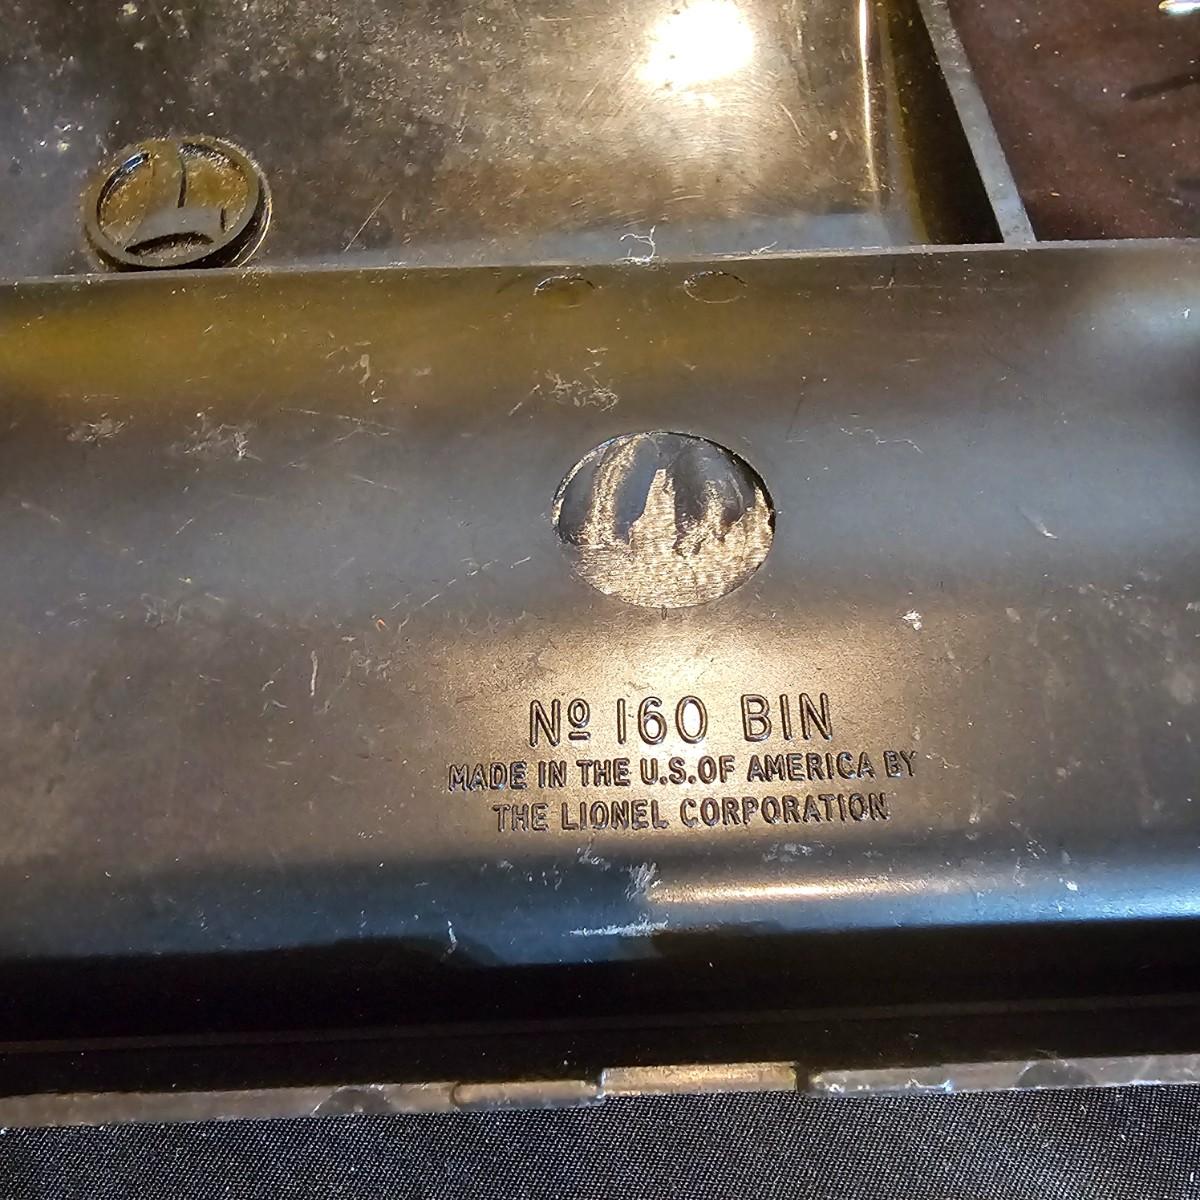 Nº 160 BIN
MADE IN THE U.S.OF AMERICA BY
THE LIONEL CORPORATION